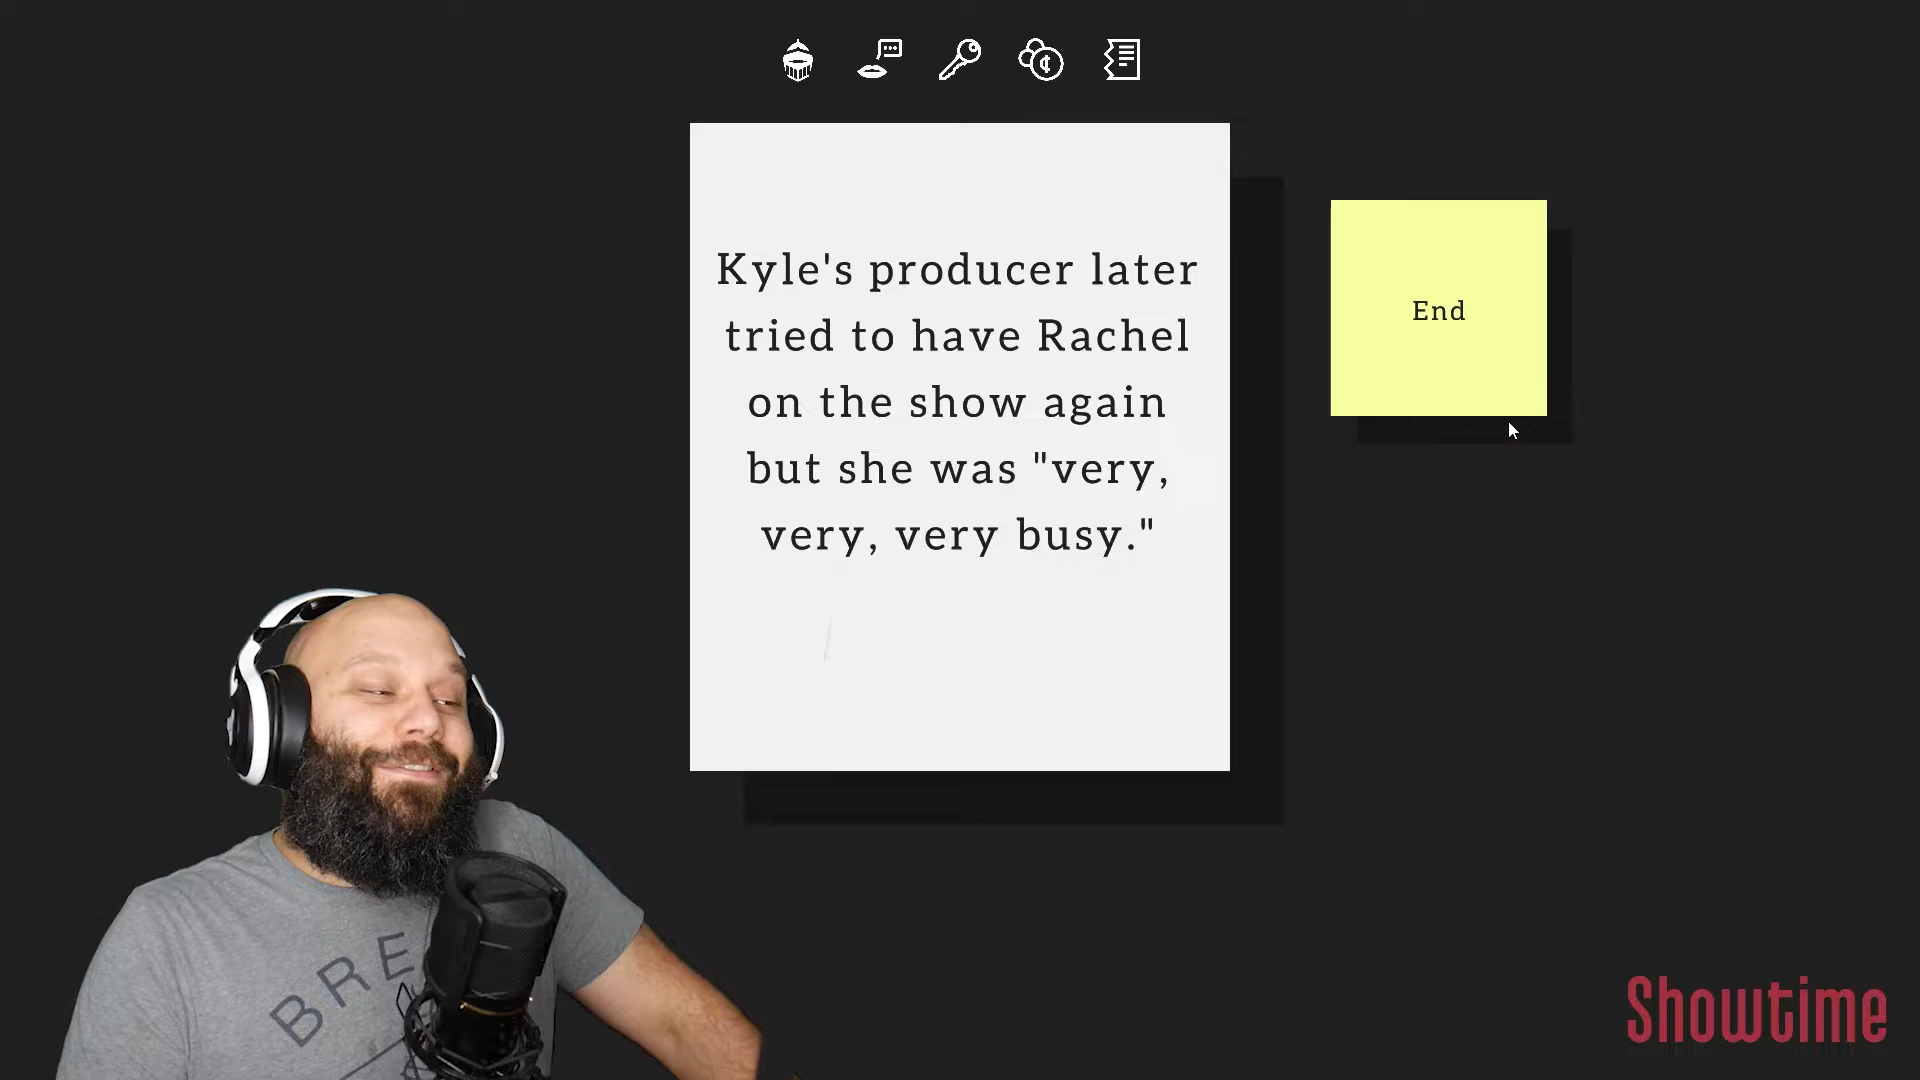 Kyle's producer later
tried to have Rachel
on the show again
but she was "very,
very, very busy."
End
BRE
Showtime